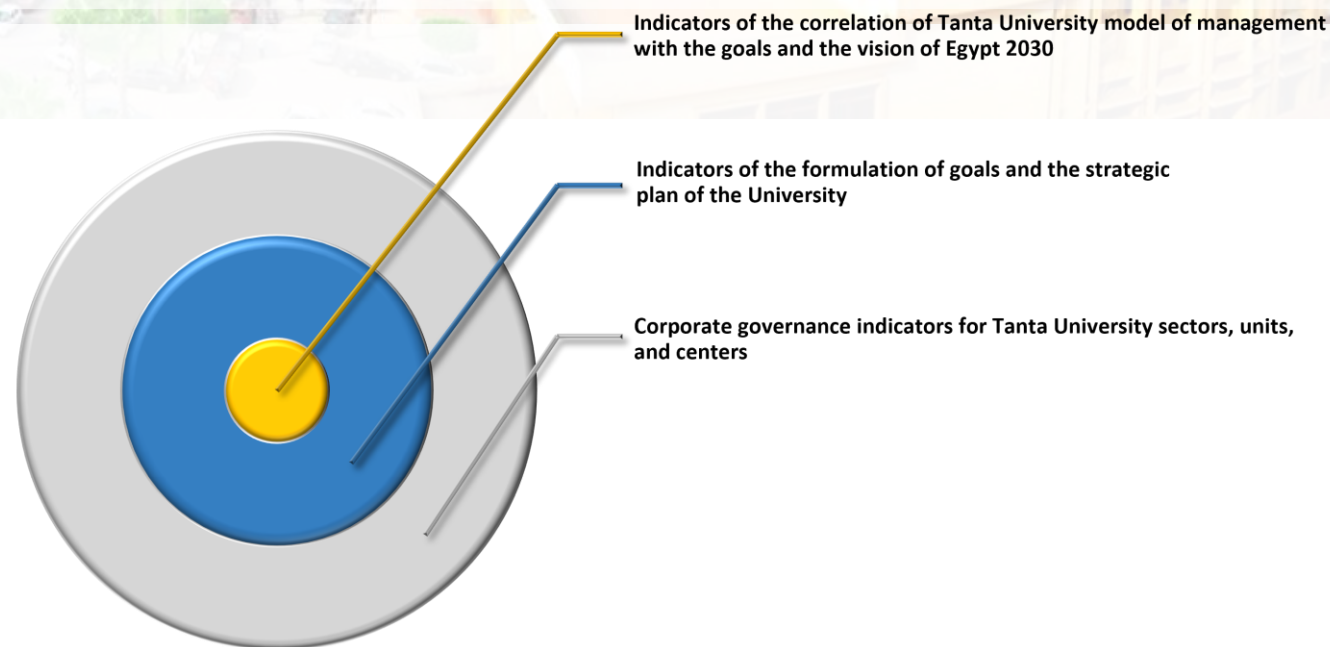 Indicators of the correlation of Tanta University model of management
with the goals and the vision of Egypt 2030
Indicators of the formulation of goals and the strategic
plan of the University
Corporate governance indicators for Tanta University sectors, units,
and centers